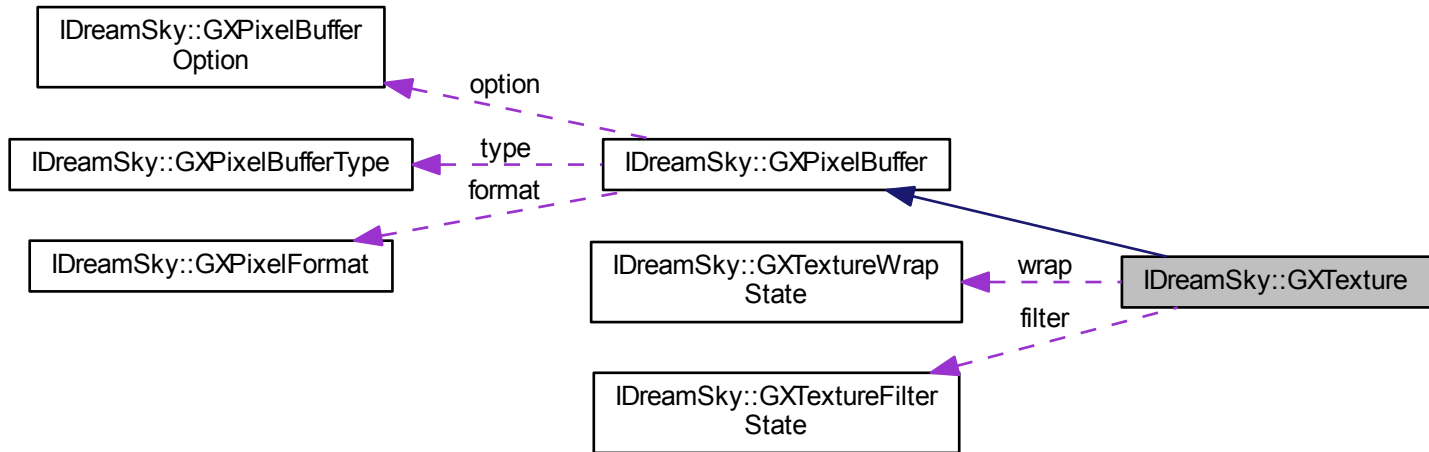 IDreamSky::GXPixelBuffer
Option
option
IDreamSky::GXPixelBufferType
type
IDreamSky::GXPixelBuffer
format
IDreamSky::GXPixelFormat
IDreamSky::GXTextureWrap
State
wrap
IDreamSky::GXTexture
filter
IDreamSky::GXTextureFilter
State